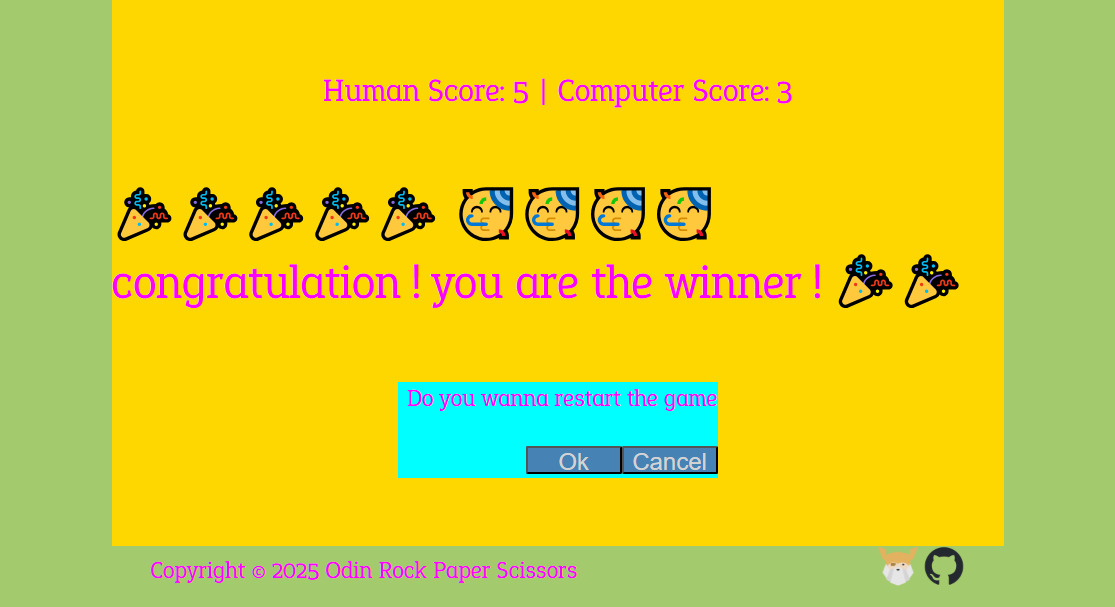 Human Score: 5 | Computer Score: 3
🎉🎉🎉🎉🎉 🥳🥳🥳🥳
congratulation ! you are the winner ! 🎉🎉
Do you wanna restart the game
Ok Cancel
Copyright © 2025 Odin Rock Paper Scissors